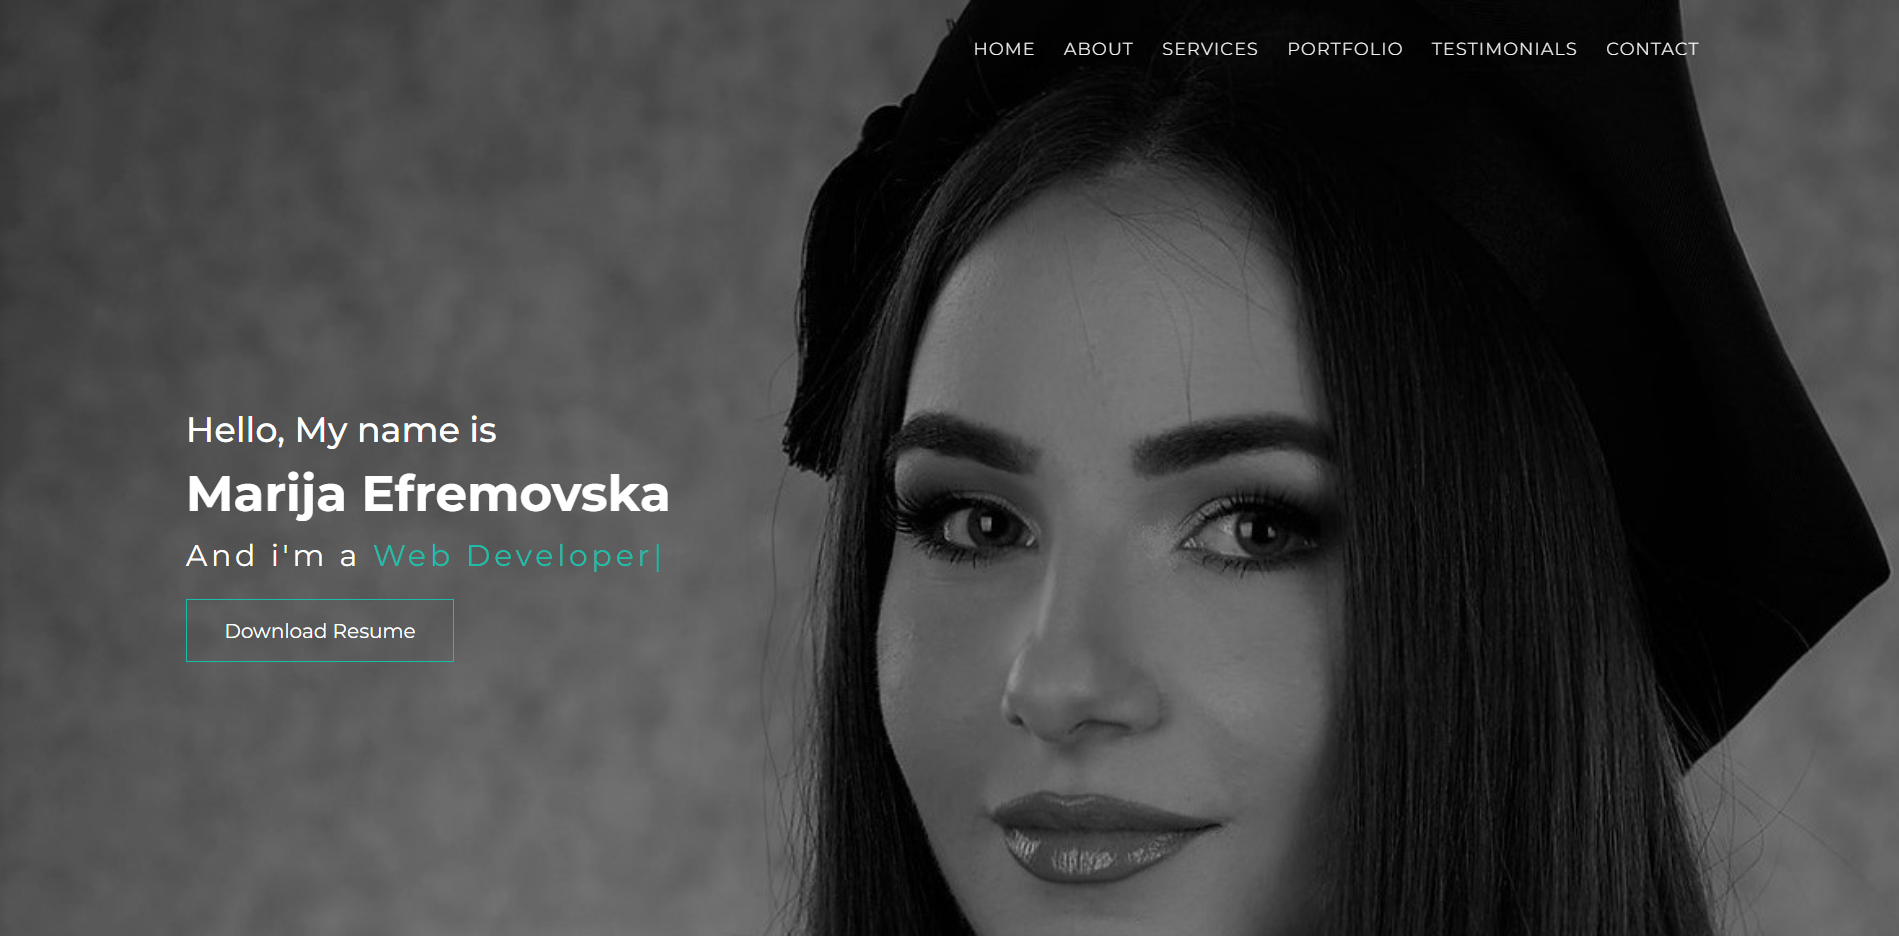 HOME ABOUT SERVICES PORTFOLIO TESTIMONIALS CONTACT
Hello, My name is
Marija Efremovska
And i'm a Web Developer|
Download Resume